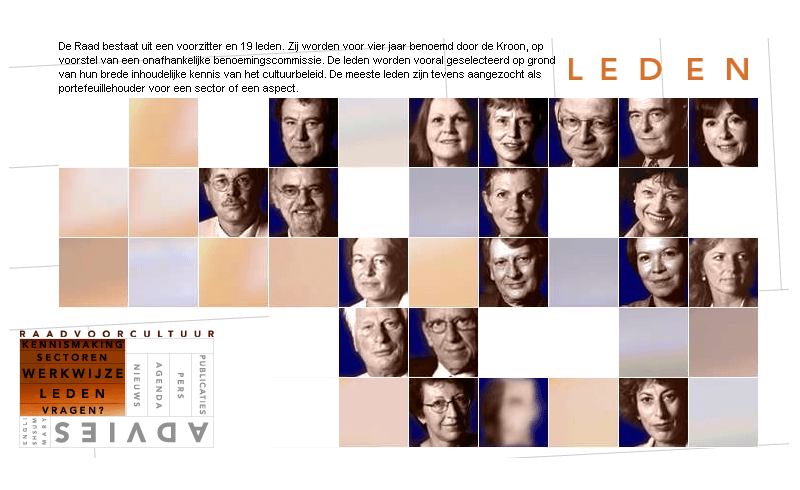 De Raad bestaat uit een voorzitter en 19 leden. Zij worden voor vier jaar benoemd door de Kroon, op
voorstel van een onafhankelijke benoemingscommissie. De leden worden vooral geselecteerd op grond
van hun brede inhoudelijke kennis van het cultuurbeleid. De meeste leden zijn tevens aangezocht als
portefeuillehouder voor een sector of een aspect.
LEDEN
RAADVOORCULTUUR
KENNISMAKING
SECTOREN
WERKWIJZE
LEDEN
VRAGEN?
NIEUWS
AGENDA
PERS
PUBLICATIES
ADVIES
ENGLI
SHSUM
MARY